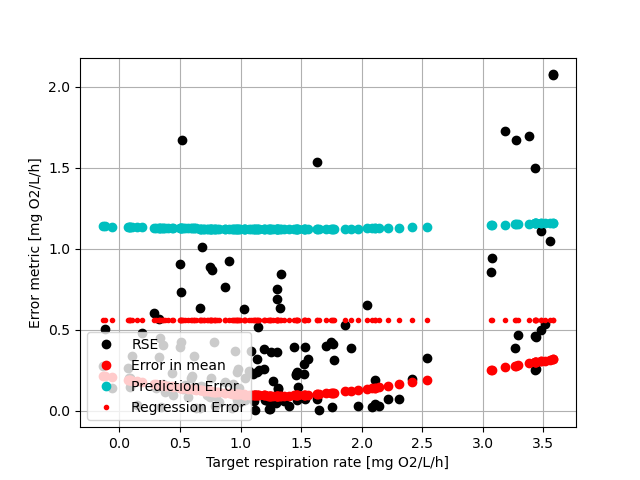 2.0
1.5
1.0
0.5
0.0
Error metric [mg O2/L/h]
RSE
Error in mean
Prediction Error
Regression Error
0.0 0.5 1.0 1.5 2.0 2.5 3.0 3.5
Target respiration rate [mg O2/L/h]